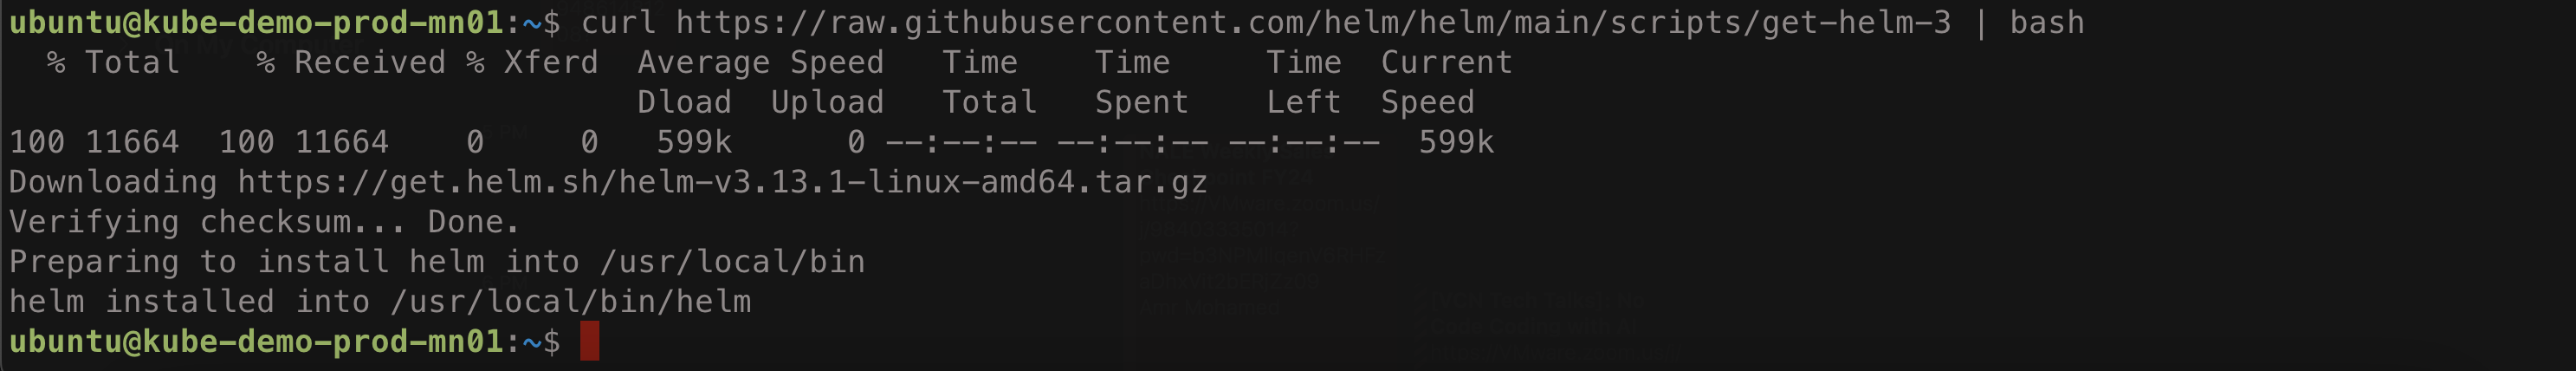 ubuntu@kube-demo-prod-mn01:~$ curl https://raw.githubusercontent.com/helm/helm/main/scripts/get-helm-3 | bash
  % Total    % Received % Xferd  Average Speed   Time    Time     Time  Current
                                 Dload  Upload   Total   Spent    Left  Speed
100 11664  100 11664    0     0   599k      0 --:--:-- --:--:-- --:--:--  599k
Downloading https://get.helm.sh/helm-v3.13.1-linux-amd64.tar.gz
Verifying checksum... Done.
Preparing to install helm into /usr/local/bin
helm installed into /usr/local/bin/helm
ubuntu@kube-demo-prod-mn01:~$